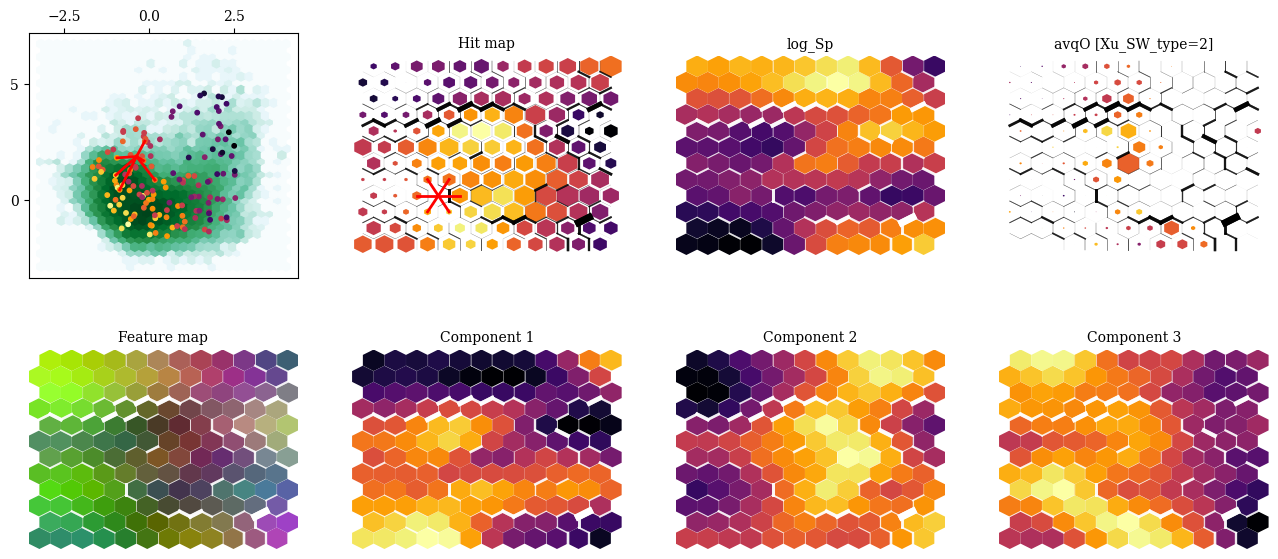 −2.5 0.0 2.5
5
0
Hit map
log_Sp
avqO [Xu_SW_type=2]
Feature map
Component 1
Component 2
Component 3